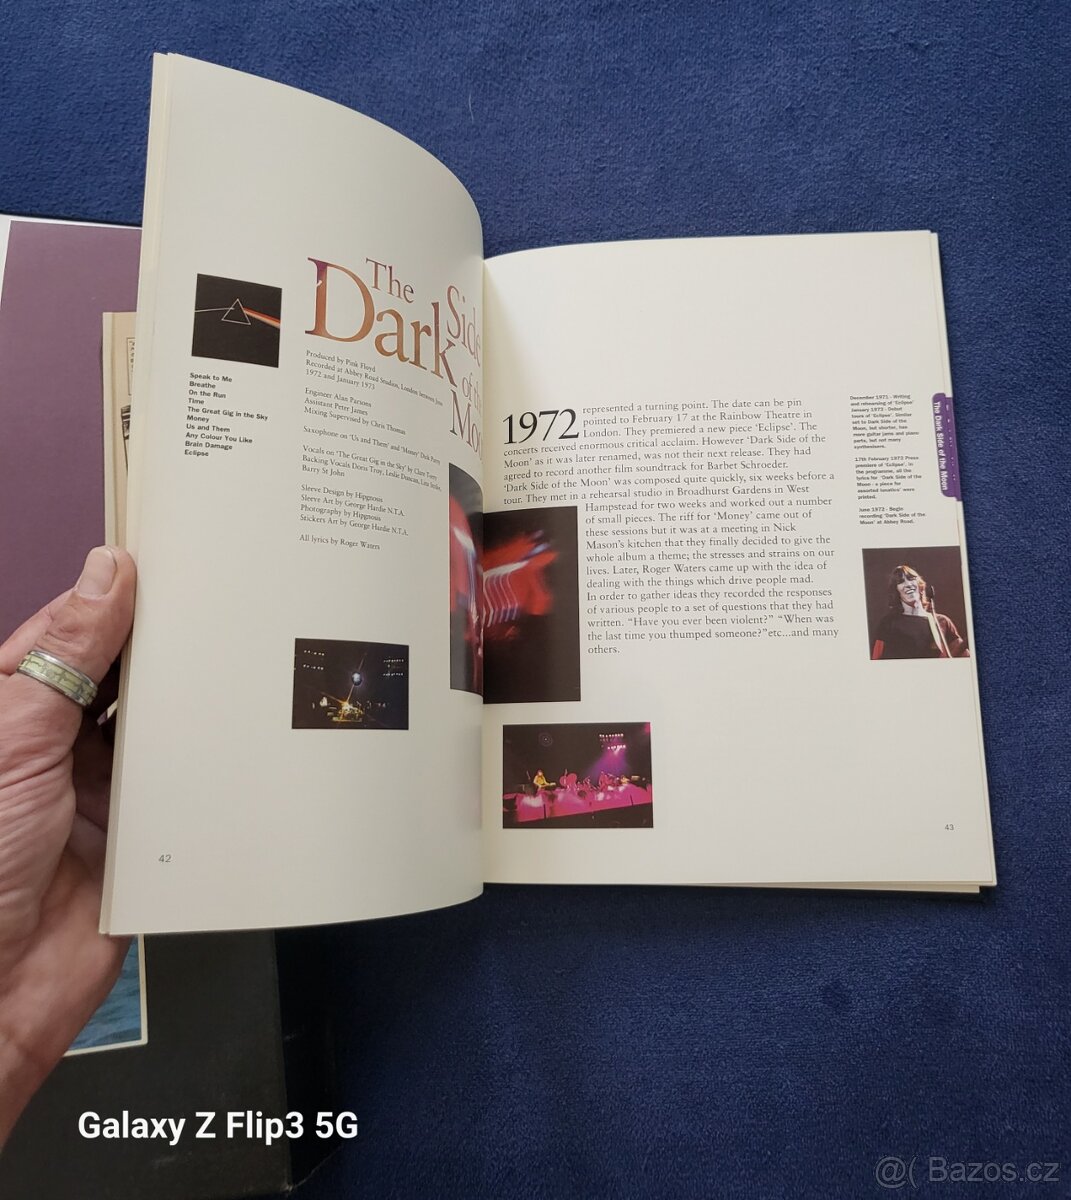 The
Dark
Side
of the
Moo
Speak to Me
Breathe
On the Run
Time
The Great Gig in the Sky
Money
Us and Them
Any Colour You Like
Brain Damage
Eclipse
Produced by Pink Floyd
Recorded at Abbey Road Studios, London between June
1972 and January 1973
Engineer Alan Parsons
Assistant Peter James
Mixing Supervised by Chris Thomas
Saxophone on 'Us and Them' and 'Money' Dick Parry
Vocals on 'The Great Gig in the Sky' by Clare Torry
Backing Vocals Doris Troy, Leslie Duncan, Liza Strike,
Barry St John
Sleeve Design by Hipgnosis
Sleeve Art by George Hardie N.T.A.
Photography by Hipgnosis
Stickers Art by George Hardie N.T.A.
All lyrics by Roger Waters
42
1972 represented a turning point. The date can be pin
pointed to February 17 at the Rainbow Theatre in
London. They premiered a new piece 'Eclipse'. The
concerts received enormous critical acclaim. However 'Dark Side of the
Moon' as it was later renamed, was not their next release. They had
agreed to record another film soundtrack for Barbet Schroeder.
'Dark Side of the Moon' was composed quite quickly, six weeks before a
tour. They met in a rehearsal studio in Broadhurst Gardens in West
Hampstead for two weeks and worked out a number
of small pieces. The riff for 'Money' came out of
these sessions but it was at a meeting in Nick
Mason's kitchen that they finally decided to give the
whole album a theme; the stresses and strains on our
lives. Later, Roger Waters came up with the idea of
dealing with the things which drive people mad.
In order to gather ideas they recorded the responses
of various people to a set of questions that they had
written. "Have you ever been violent?" "When was
the last time you thumped someone?"etc...and many
others.
December 1971 - Writing
and rehearsing of 'Eclipse'
January 1972 - Debut
tours of 'Eclipse'. Similar
set to Dark Side of the
Moon, but shorter, has
more guitar jams and piano
parts, but not many
synthesisers.
17th February 1972 Press
premiere of 'Eclipse', in
the programme, all the
lyrics for 'Dark Side of the
Moon - a piece for
assorted lunatics' were
printed.
June 1972 - Begin
recording 'Dark Side of the
Moon' at Abbey Road.
The Dark Side of the Moon
43
Galaxy Z Flip3 5G
@( Bazos.cz